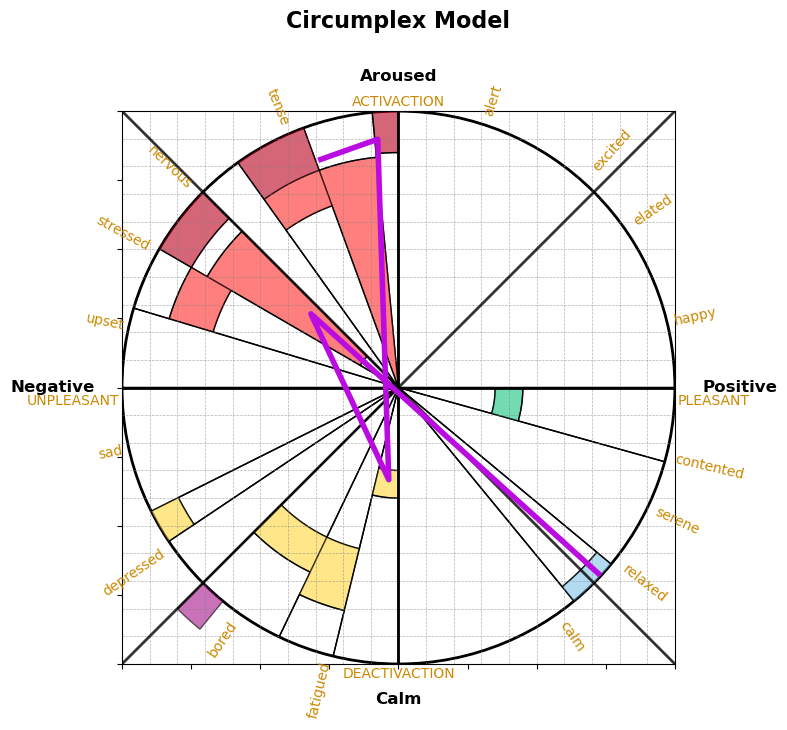 Circumplex Model
Aroused
ACTIVACTION
tense
alert
nervous
excited
stressed
elated
upset
happy
Negative
Positive
UNPLEASANT
PLEASANT
sad
contented
serene
depressed
relaxed
bored
calm
fatigued
DEACTIVACTION
Calm